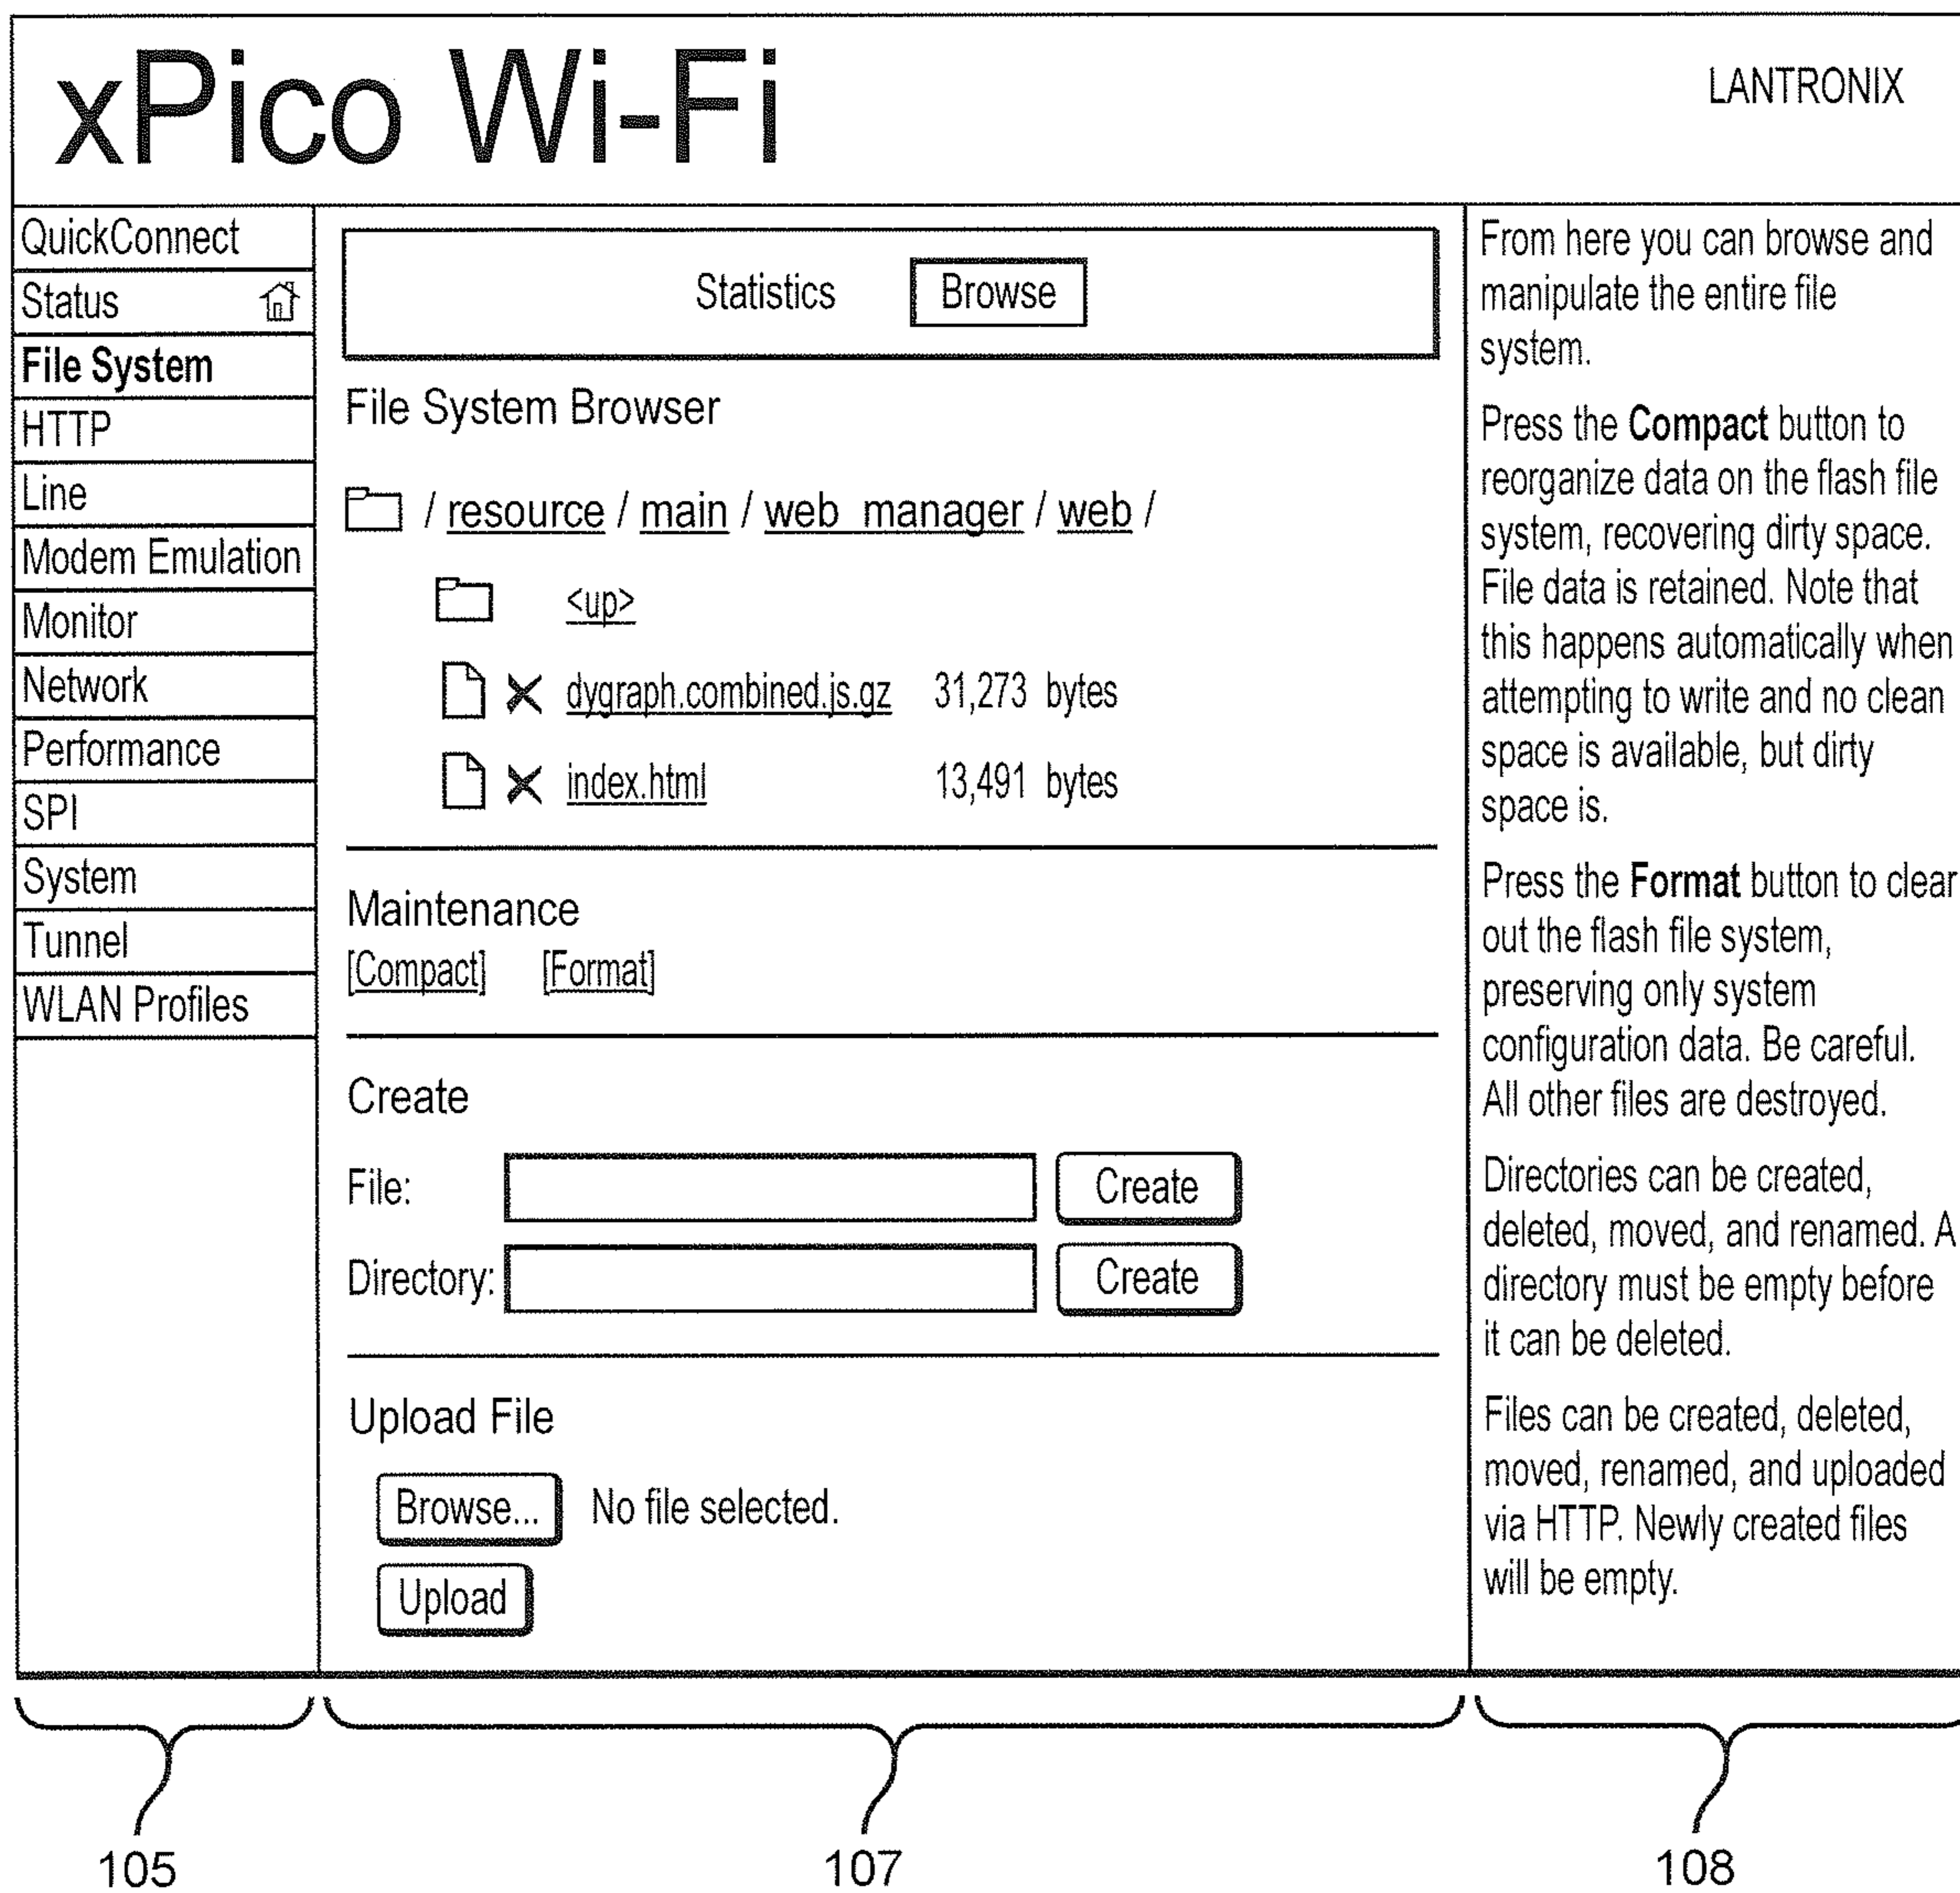 xPico Wi-Fi
LANTRONIX
QuickConnect
Status
File System
HTTP
Line
Modem Emulation
Monitor
Network
Performance
SPI
System
Tunnel
WLAN Profiles
Statistics Browse
File System Browser
/ resource / main / web_manager / web /
<up>
dygraph.combined.js.gz 31,273 bytes
index.html 13,491 bytes
Maintenance
[Compact] [Format]
Create
File: Create
Directory: Create
Upload File
Browse... No file selected.
Upload
From here you can browse and
manipulate the entire file
system.
Press the Compact button to
reorganize data on the flash file
system, recovering dirty space.
File data is retained. Note that
this happens automatically when
attempting to write and no clean
space is available, but dirty
space is.
Press the Format button to clear
out the flash file system,
preserving only system
configuration data. Be careful.
All other files are destroyed.
Directories can be created,
deleted, moved, and renamed. A
directory must be empty before
it can be deleted.
Files can be created, deleted,
moved, renamed, and uploaded
via HTTP. Newly created files
will be empty.
105
107
108